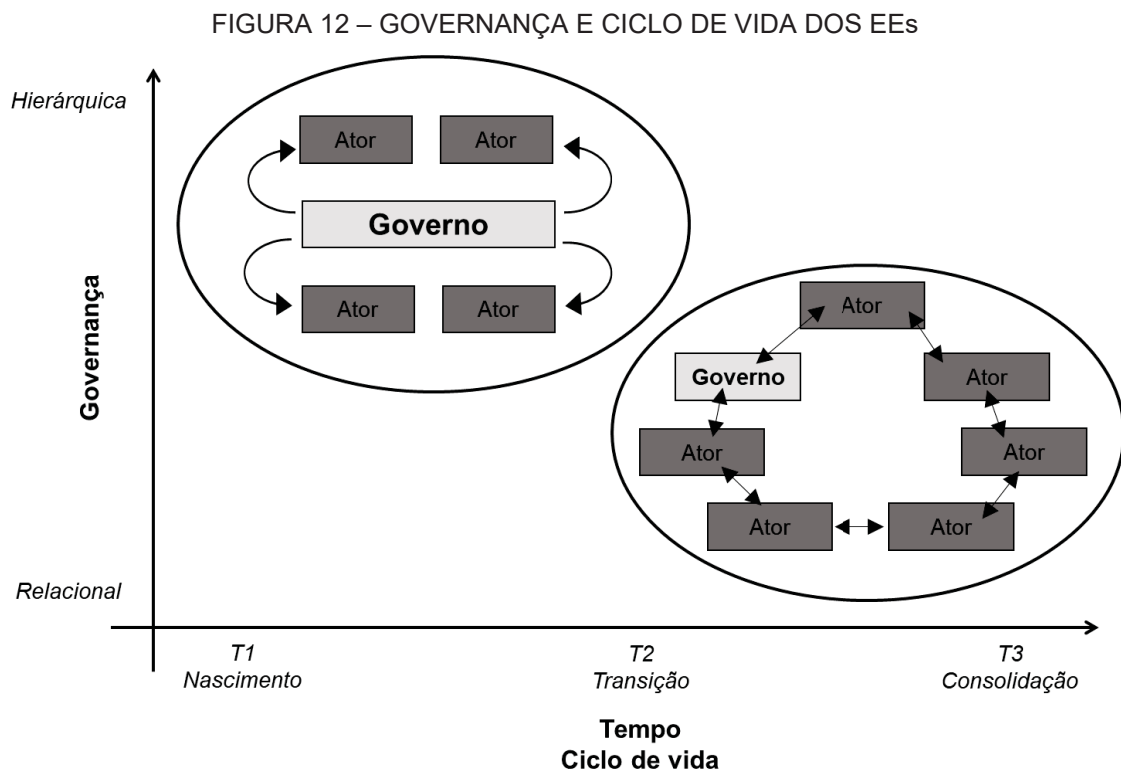 FIGURA 12 – GOVERNANÇA E CICLO DE VIDA DOS EEs
Hierárquica
Ator
Ator
Governo
Ator
Ator
Governança
Ator
Governo
Ator
Ator
Ator
Ator
Ator
Relacional
T1
Nascimento
T2
Transição
T3
Consolidação
Tempo
Ciclo de vida